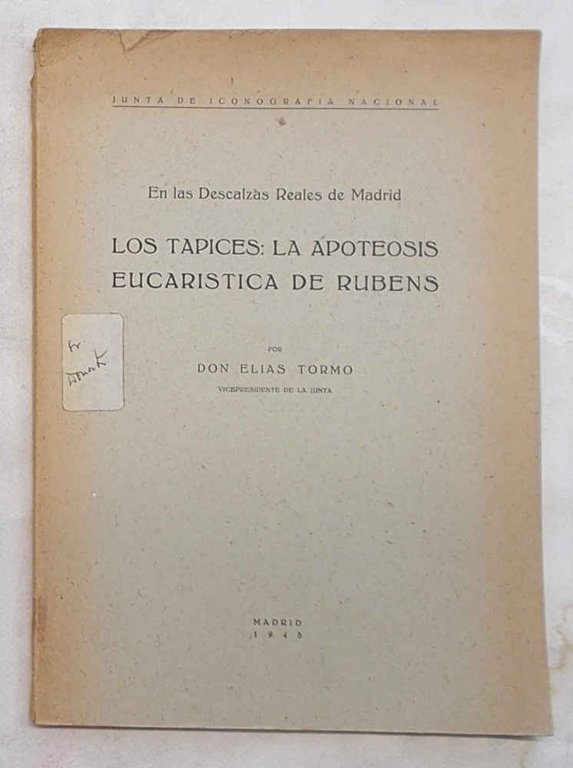 JUNTA DE ICONOGRAFIA NACIONAL
En las Descalzas Reales de Madrid
LOS TAPICES: LA APOTEOSIS
EUCARISTICA DE RUBENS
POR
DON ELIAS TORMO
VICEPRESIDENTE DE LA JUNTA
MADRID
1945